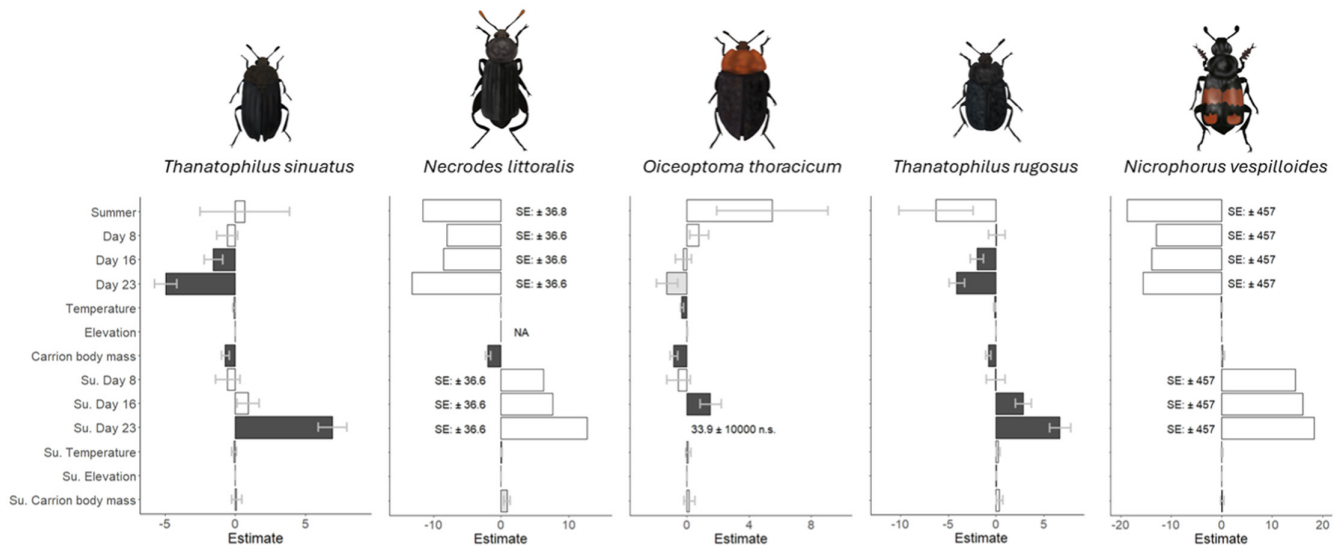 Thanatophilus sinuatus
Necrodes littoralis
Oiceoptoma thoracicum
Thanatophilus rugosus
Nicrophorus vespilloides
Summer
SE: ± 36.8
SE: ± 457
Day 8
SE: ± 36.6
SE: ± 457
Day 16
SE: ± 36.6
SE: ± 457
Day 23
SE: ± 36.6
SE: ± 457
Temperature
Elevation
NA
Carrion body mass
Su. Day 8
SE: ± 36.6
SE: ± 457
Su. Day 16
SE: ± 36.6
SE: ± 457
Su. Day 23
SE: ± 36.6
33.9 ± 10000 n.s.
SE: ± 457
Su. Temperature
Su. Elevation
Su. Carrion body mass
-5 0 5
-10 0 10
0 4 8
-10 -5 0 5
-20 -10 0 10 20
Estimate
Estimate
Estimate
Estimate
Estimate